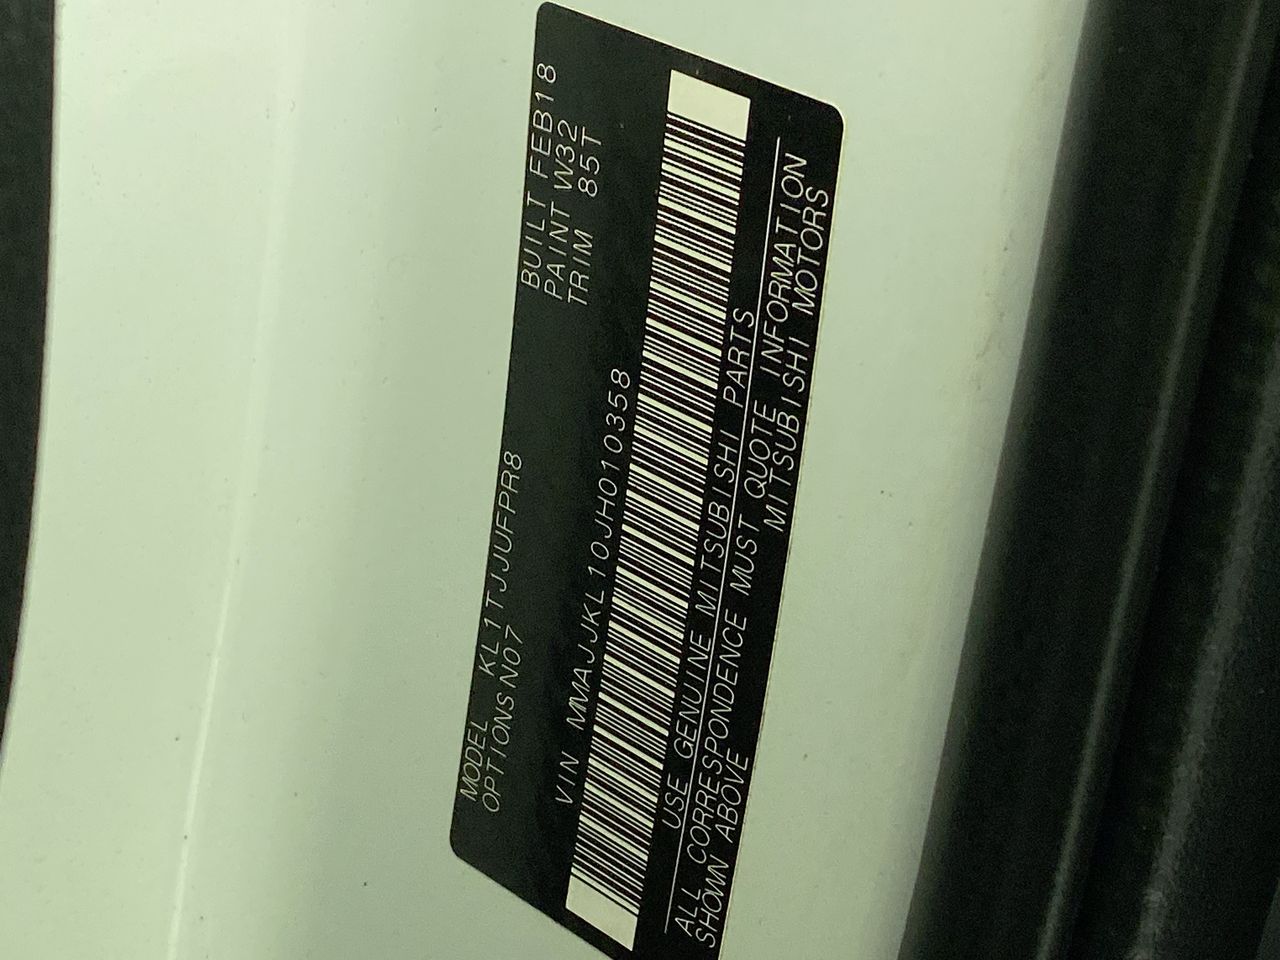 MODEL KL1TJJUFPR8 BUILT FEB18
OPTIONS N07 PAINT W32
TRIM 85T
VIN MMAJJKL10JH010358
USE GENUINE MITSUBISHI PARTS
ALL CORRESPONDENCE MUST QUOTE INFORMATION
SHOWN ABOVE MITSUBISHI MOTORS